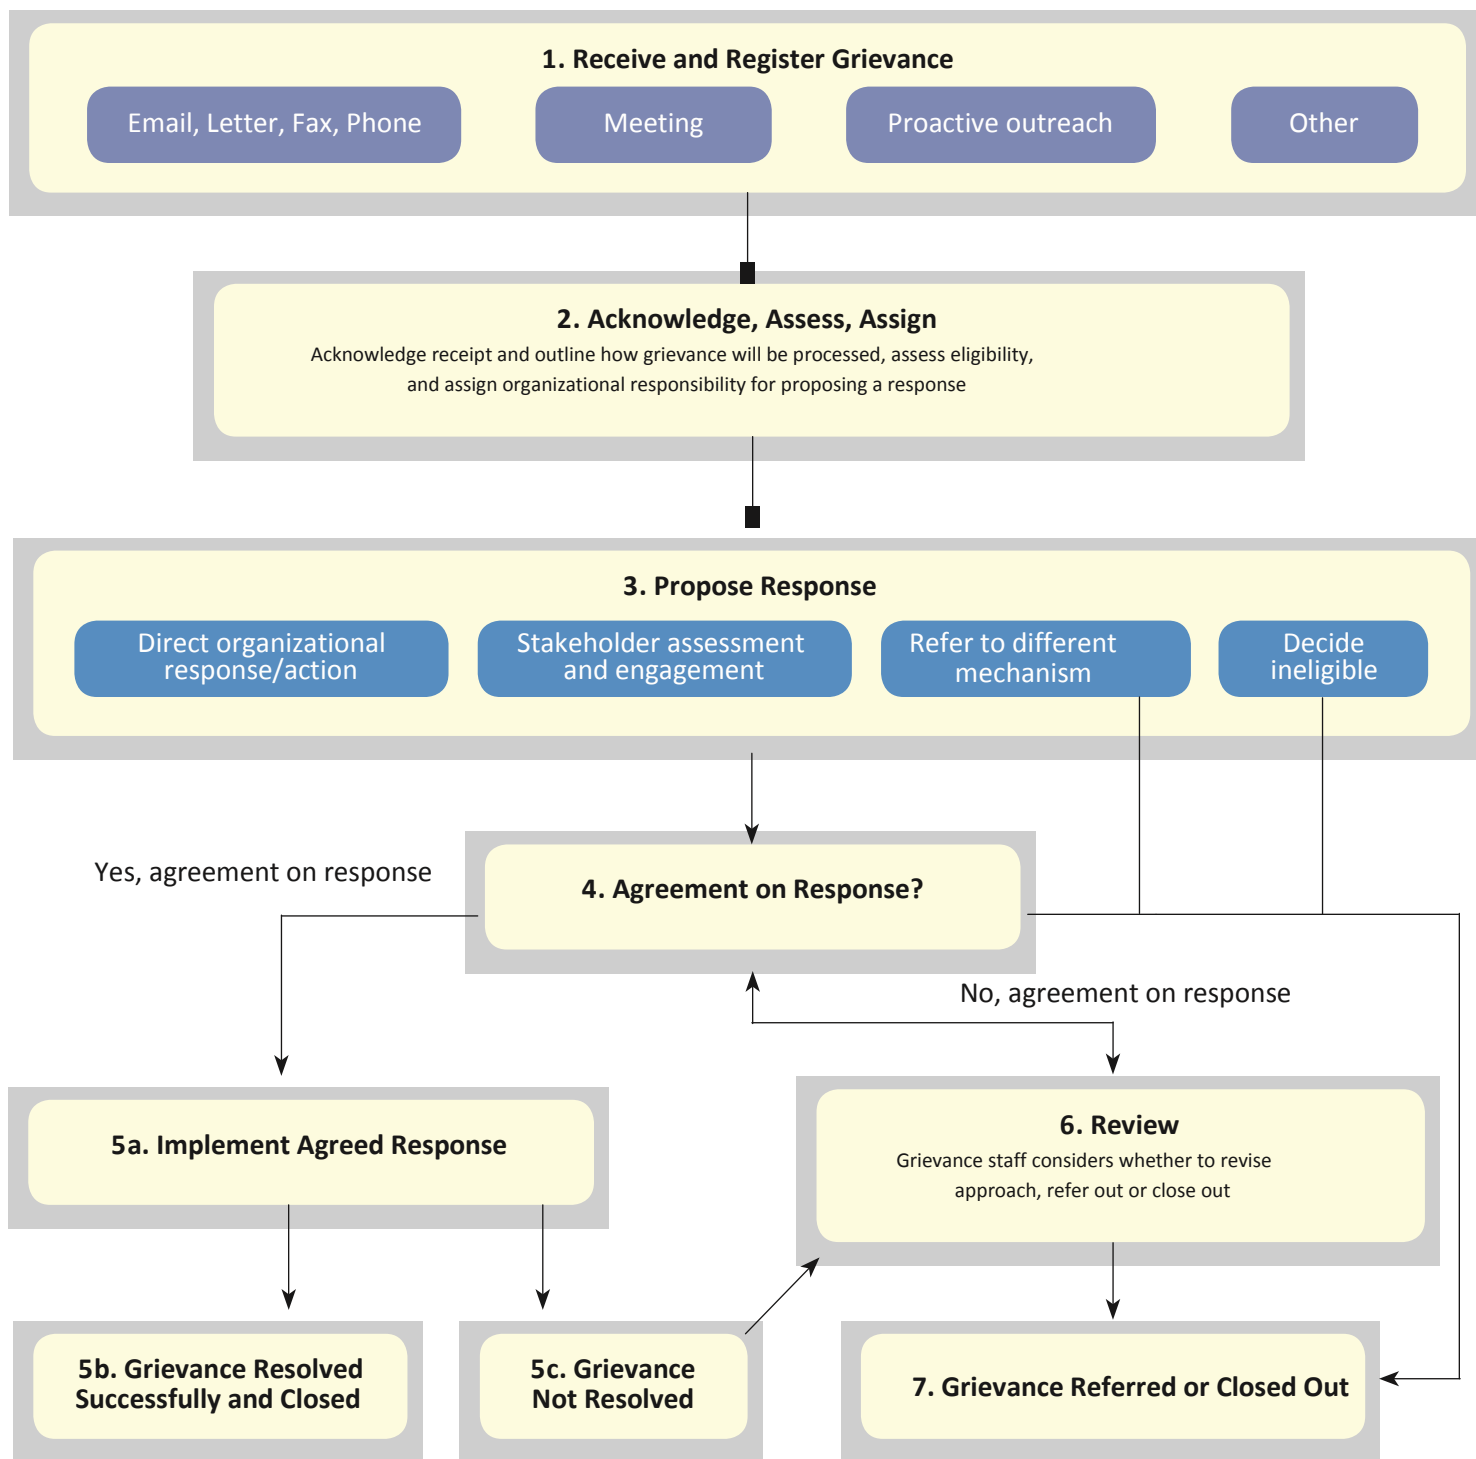 1. Receive and Register Grievance
Email, Letter, Fax, Phone
Meeting
Proactive outreach
Other
2. Acknowledge, Assess, Assign
Acknowledge receipt and outline how grievance will be processed, assess eligibility,
and assign organizational responsibility for proposing a response
3. Propose Response
Direct organizational
response/action
Stakeholder assessment
and engagement
Refer to different
mechanism
Decide
ineligible
Yes, agreement on response
4. Agreement on Response?
No, agreement on response
5a. Implement Agreed Response
6. Review
Grievance staff considers whether to revise
approach, refer out or close out
5b. Grievance Resolved
Successfully and Closed
5c. Grievance
Not Resolved
7. Grievance Referred or Closed Out